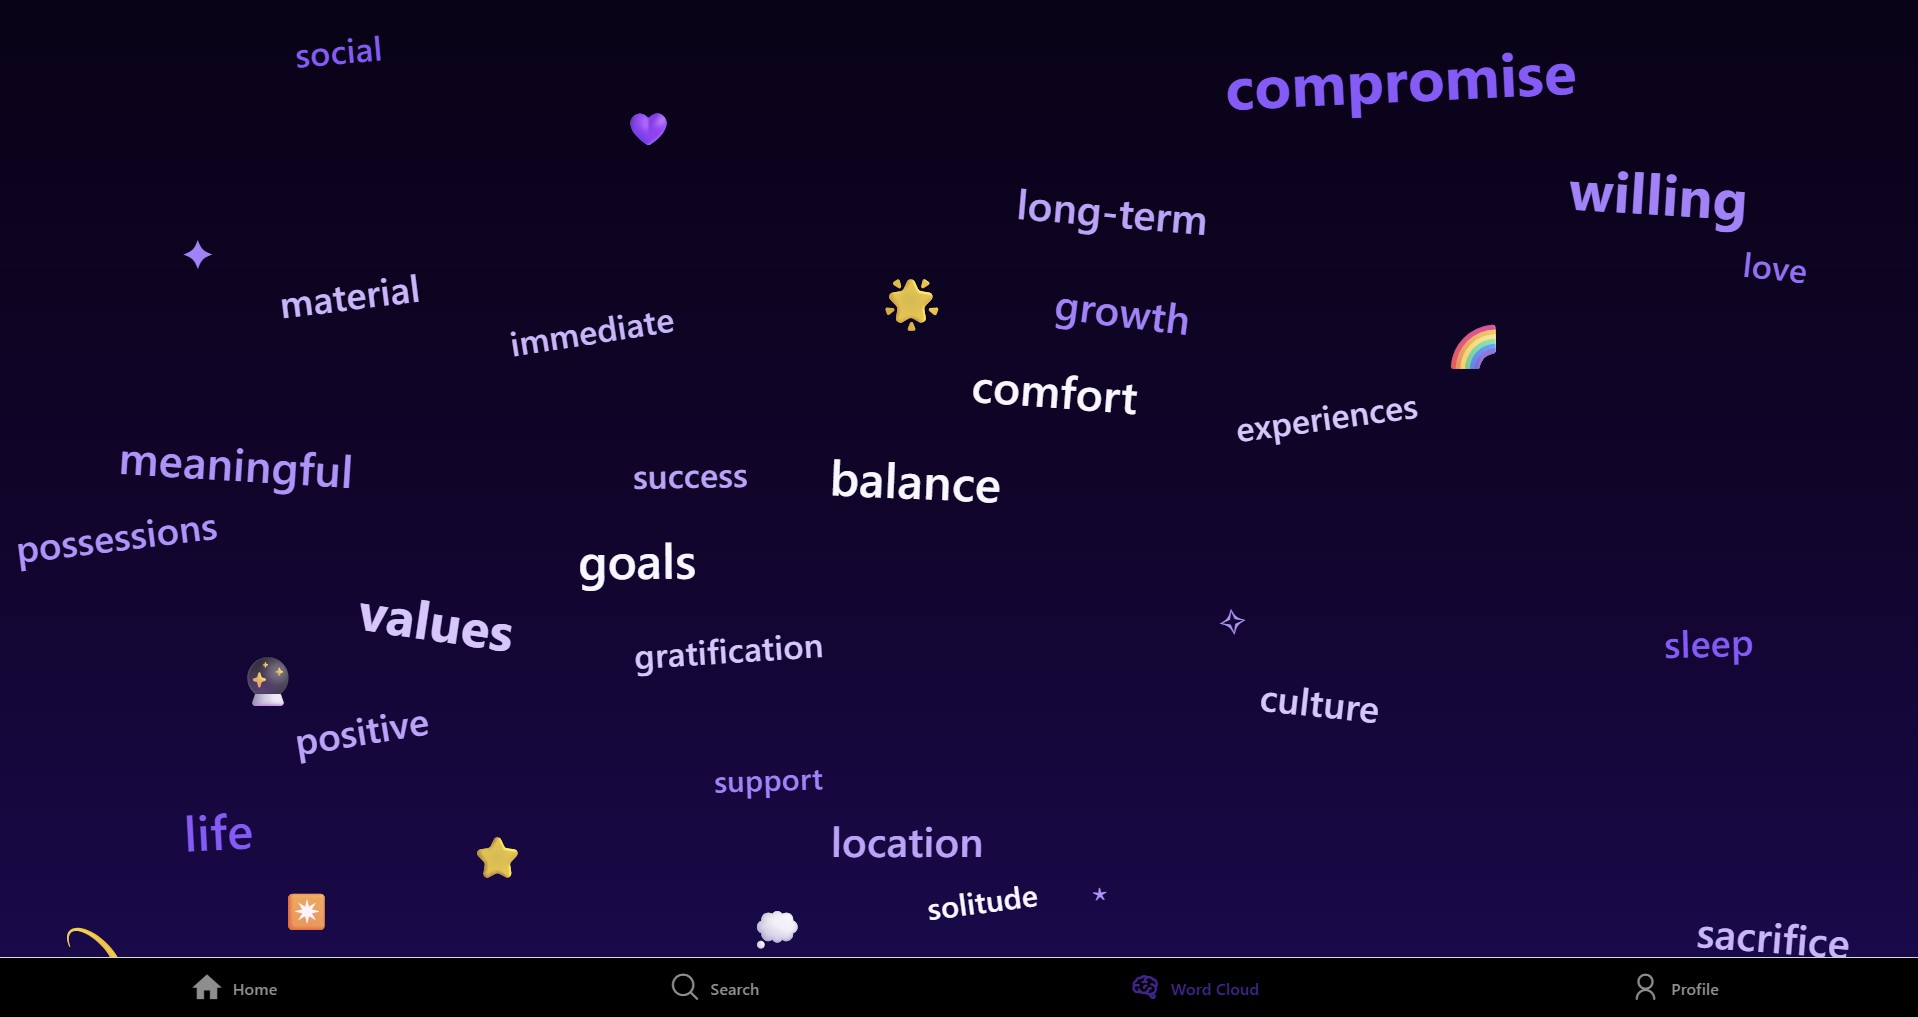 social
compromise
willing
long-term
love
material
immediate
growth
comfort
experiences
meaningful
success
balance
possessions
goals
values
gratification
sleep
culture
positive
support
life
location
solitude
sacrifice
Home
Search
Word Cloud
Profile